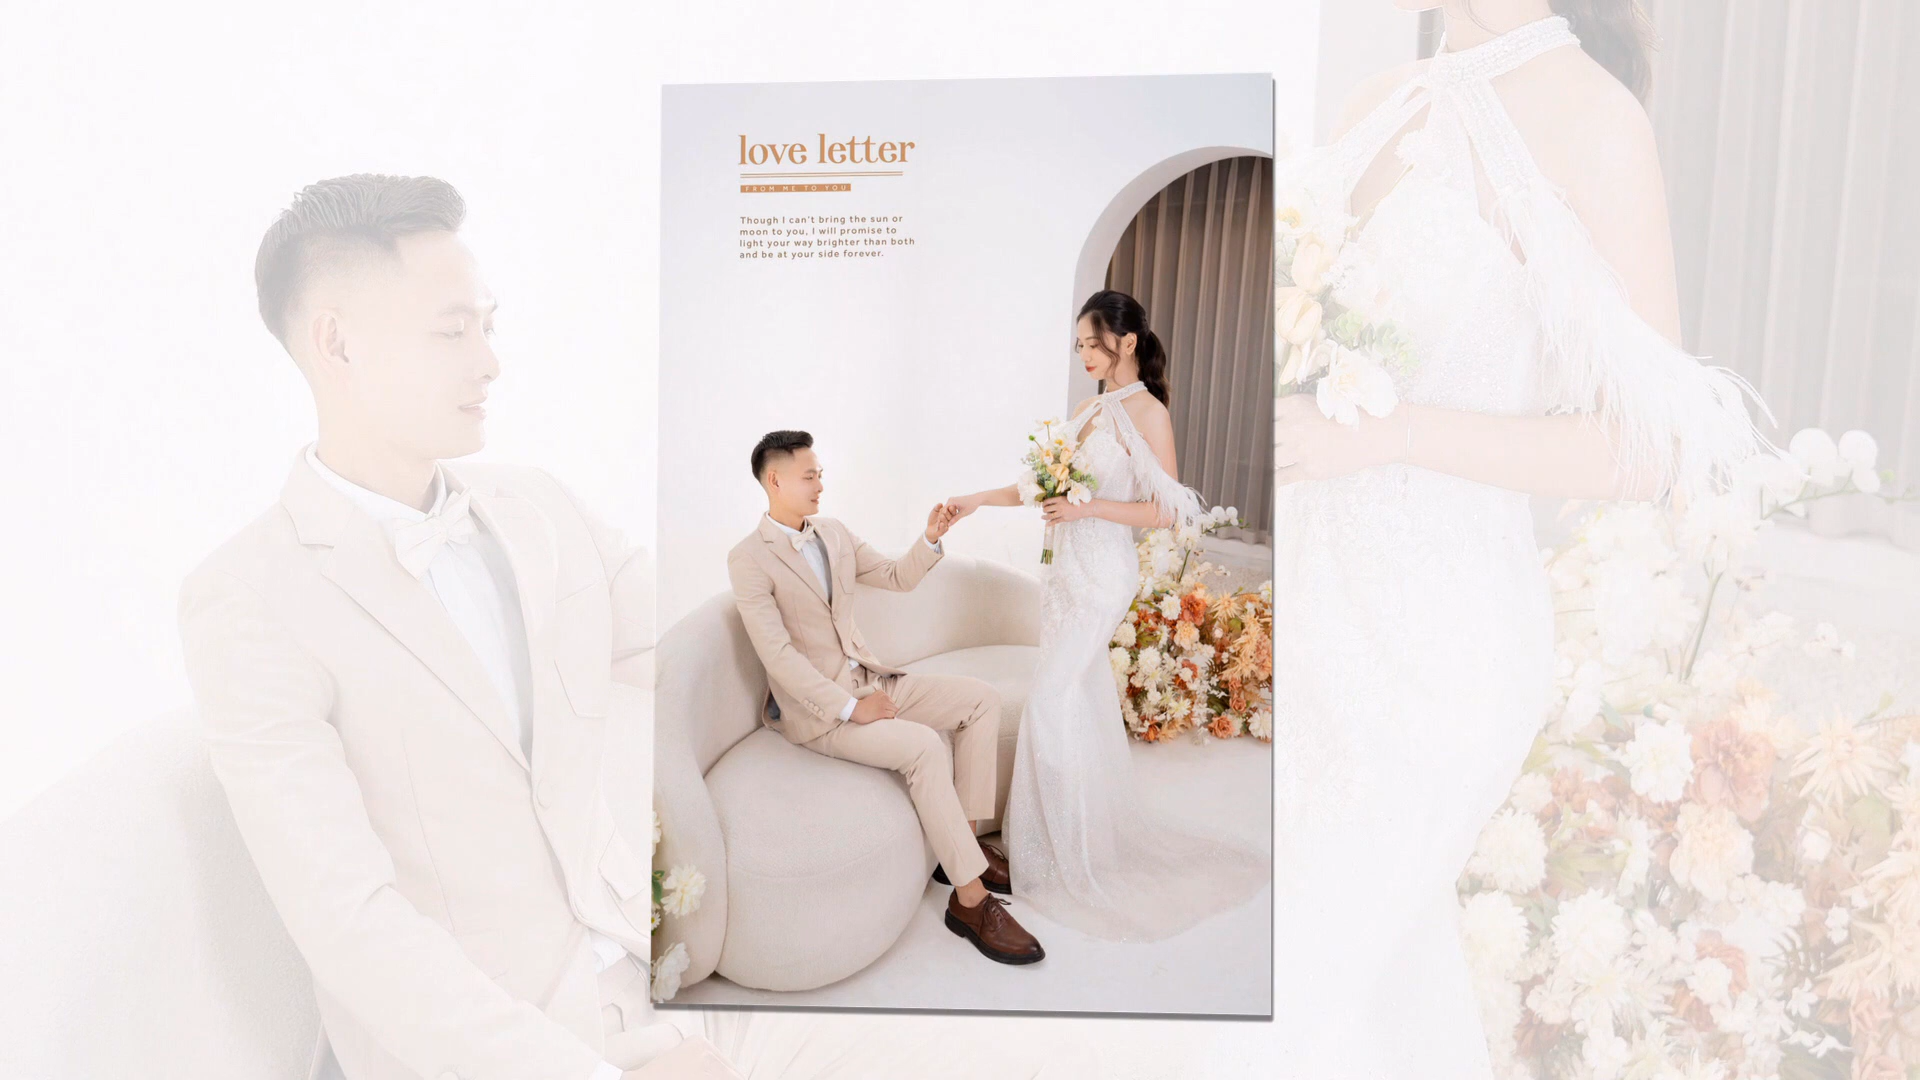 love letter
FROM ME TO YOU
Though I can't bring the sun or
moon to you, I will promise to
light your way brighter than both
and be at your side forever.